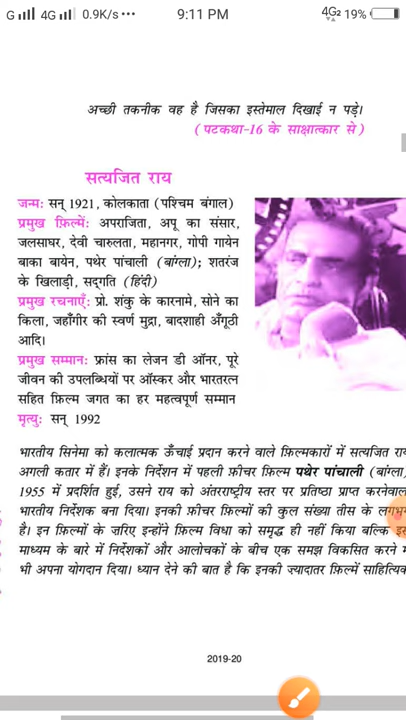 G 4G 0.9K/s ••• 9:11 PM 4G2 19%
अच्छी तकनीक वह है जिसका इस्तेमाल दिखाई न पड़े।
(पटकथा-16 के साक्षात्कार से)
सत्यजित राय
जन्म: सन् 1921, कोलकाता (पश्चिम बंगाल)
प्रमुख फ़िल्में: अपराजिता, अपू का संसार,
जलसाघर, देवी चारुलता, महानगर, गोपी गायेन
बाका बायेन, पथेर पांचाली (बांग्ला); शतरंज
के खिलाड़ी, सद्गति (हिंदी)
प्रमुख रचनाएँ: प्रो. शंकु के कारनामे, सोने का
किला, जहाँगीर की स्वर्ण मुद्रा, बादशाही अँगूठी
आदि।
प्रमुख सम्मान: फ्रांस का लेजन डी ऑनर, पूरे
जीवन की उपलब्धियों पर ऑस्कर और भारतरत्न
सहित फ़िल्म जगत का हर महत्वपूर्ण सम्मान
मृत्यु: सन् 1992
भारतीय सिनेमा को कलात्मक ऊँचाई प्रदान करने वाले फ़िल्मकारों में सत्यजित राय
अगली कतार में हैं। इनके निर्देशन में पहली फ़ीचर फ़िल्म पथेर पांचाली (बांग्ला,
1955 में प्रदर्शित हुई, उसने राय को अंतरराष्ट्रीय स्तर पर प्रतिष्ठा प्राप्त करनेवाल
भारतीय निर्देशक बना दिया। इनकी फ़ीचर फ़िल्मों की कुल संख्या तीस के लगभग
है। इन फ़िल्मों के ज़रिए इन्होंने फ़िल्म विधा को समृद्ध ही नहीं किया बल्कि इस
माध्यम के बारे में निर्देशकों और आलोचकों के बीच एक समझ विकसित करने म
भी अपना योगदान दिया। ध्यान देने की बात है कि इनकी ज्यादातर फ़िल्में साहित्यिक
2019-20